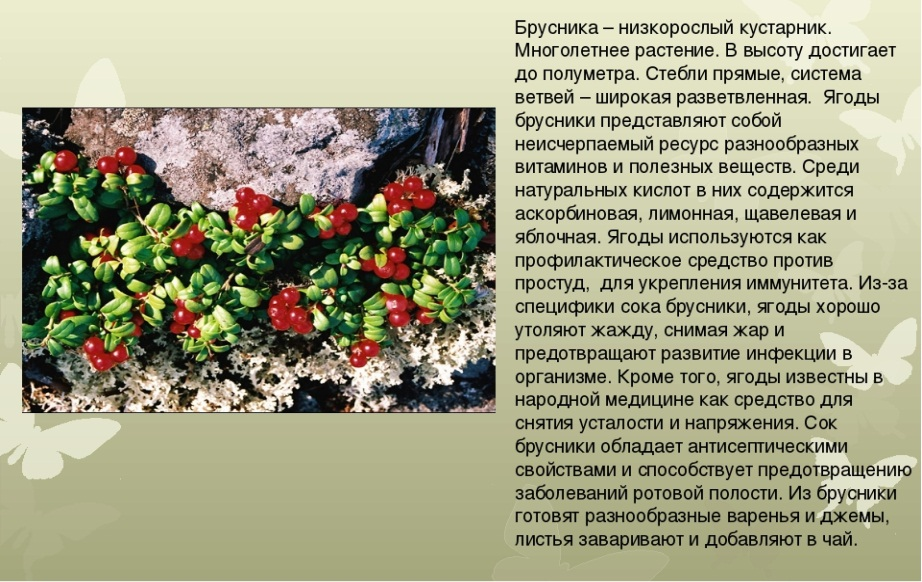 Брусника – низкорослый кустарник.
Многолетнее растение. В высоту достигает
до полуметра. Стебли прямые, система
ветвей – широкая разветвленная.  Ягоды
брусники представляют собой
неисчерпаемый ресурс разнообразных
витаминов и полезных веществ. Среди
натуральных кислот в них содержится
аскорбиновая, лимонная, щавелевая и
яблочная. Ягоды используются как
профилактическое средство против
простуд,  для укрепления иммунитета. Из-за
специфики сока брусники, ягоды хорошо
утоляют жажду, снимая жар и
предотвращают развитие инфекции в
организме. Кроме того, ягоды известны в
народной медицине как средство для
снятия усталости и напряжения. Сок
брусники обладает антисептическими
свойствами и способствует предотвращению
заболеваний ротовой полости. Из брусники
готовят разнообразные варенья и джемы,
листья заваривают и добавляют в чай.